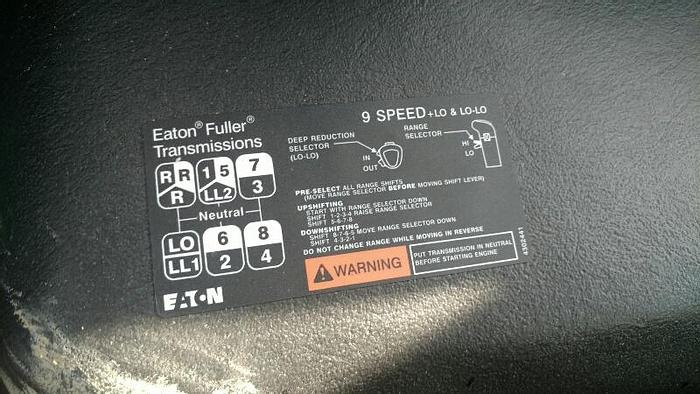 9 SPEED+LO & LO-LO
Eaton® Fuller®
Transmissions
DEEP REDUCTION
SELECTOR
(LO-LO)
IN
OUT
RANGE
SELECTOR
HI
LO
R R 1 5 7
R LL2 3
Neutral
LO 6 8
LL1 2 4
PRE-SELECT ALL RANGE SHIFTS
(MOVE RANGE SELECTOR BEFORE MOVING SHIFT LEVER)
UPSHIFTING
START WITH RANGE SELECTOR DOWN
SHIFT 1-2-3-4 RAISE RANGE SELECTOR
SHIFT 5-6-7-8
DOWNSHIFTING
SHIFT 8-7-6-5 MOVE RANGE SELECTOR DOWN
SHIFT 4-3-2-1
DO NOT CHANGE RANGE WHILE MOVING IN REVERSE
WARNING
PUT TRANSMISSION IN NEUTRAL
BEFORE STARTING ENGINE
4302441
EATON